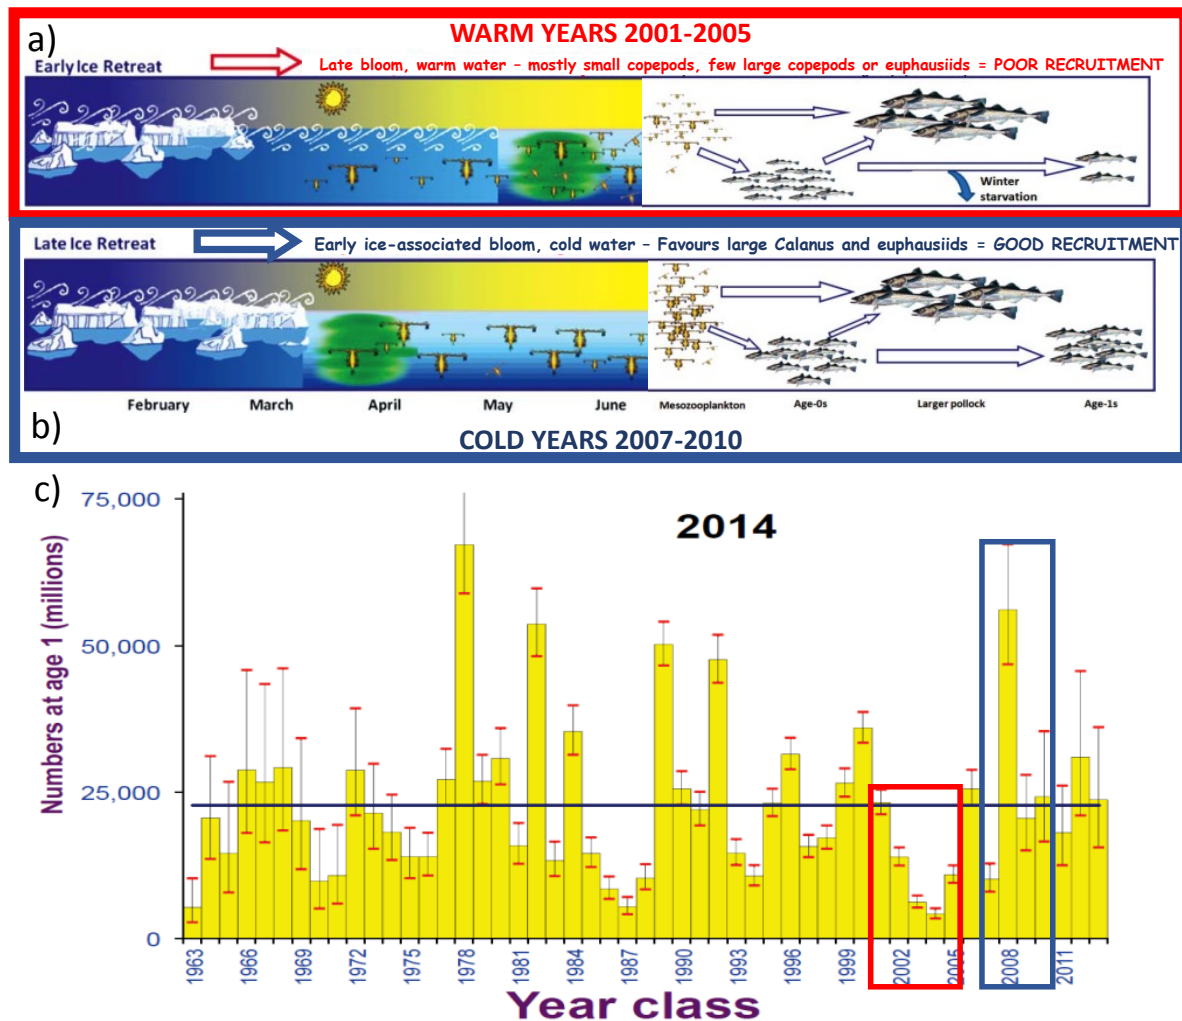 a)
WARM YEARS 2001-2005
Early Ice Retreat
Late bloom, warm water – mostly small copepods, few large copepods or euphausiids = POOR RECRUITMENT
Winter
starvation
Late Ice Retreat
Early ice-associated bloom, cold water – Favours large Calanus and euphausiids = GOOD RECRUITMENT
February March April May June Mesozooplankton Age-0s Larger pollock Age-1s
b)
COLD YEARS 2007-2010
c)
2014
Numbers at age 1 (millions)
75,000
50,000
25,000
0
1963 1966 1969 1972 1975 1978 1981 1984 1987 1990 1993 1996 1999 2002 2005 2008 2011
Year class